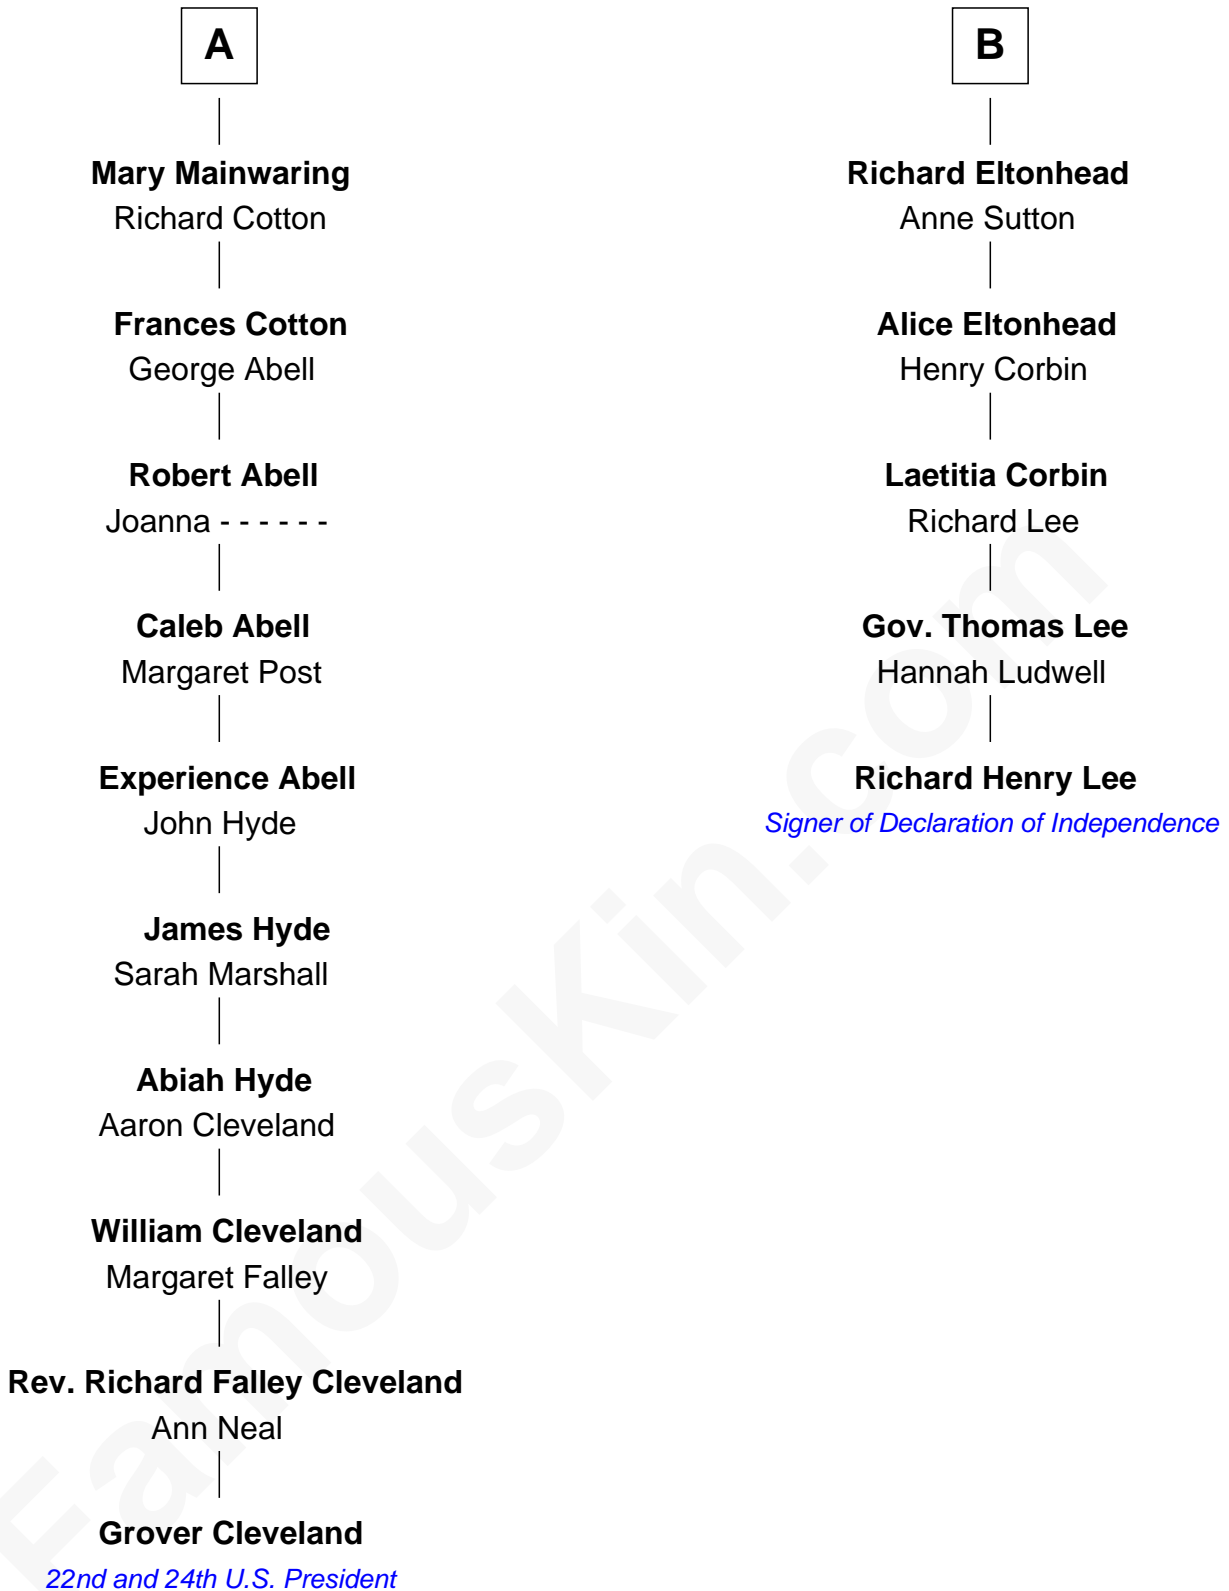 A
Mary Mainwaring
Richard Cotton
Frances Cotton
George Abell
Robert Abell
Joanna - - - - - -
Caleb Abell
Margaret Post
Experience Abell
John Hyde
James Hyde
Sarah Marshall
Abiah Hyde
Aaron Cleveland
William Cleveland
Margaret Falley
Rev. Richard Falley Cleveland
Ann Neal
Grover Cleveland
22nd and 24th U.S. President
B
Richard Eltonhead
Anne Sutton
Alice Eltonhead
Henry Corbin
Laetitia Corbin
Richard Lee
Gov. Thomas Lee
Hannah Ludwell
Richard Henry Lee
Signer of Declaration of Independence
FamousKin.com